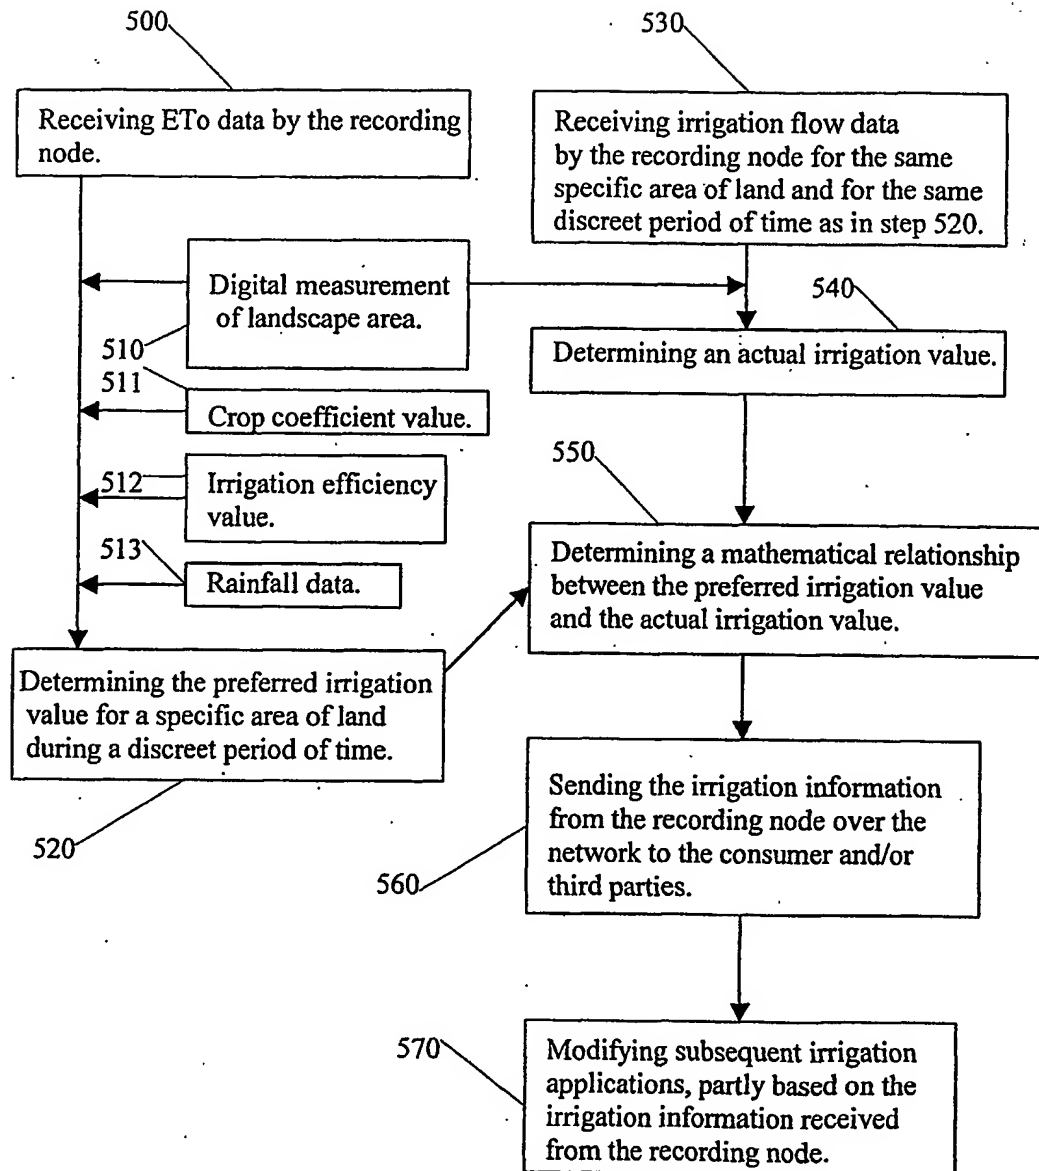 500
Receiving ETo data by the recording
node.
530
Receiving irrigation flow data
by the recording node for the same
specific area of land and for the same
discreet period of time as in step 520.
510
Digital measurement
of landscape area.
511
Crop coefficient value.
512
Irrigation efficiency
value.
513
Rainfall data.
520
Determining the preferred irrigation
value for a specific area of land
during a discreet period of time.
540
Determining an actual irrigation value.
550
Determining a mathematical relationship
between the preferred irrigation value
and the actual irrigation value.
560
Sending the irrigation information
from the recording node over the
network to the consumer and/or
third parties.
570
Modifying subsequent irrigation
applications, partly based on the
irrigation information received
from the recording node.